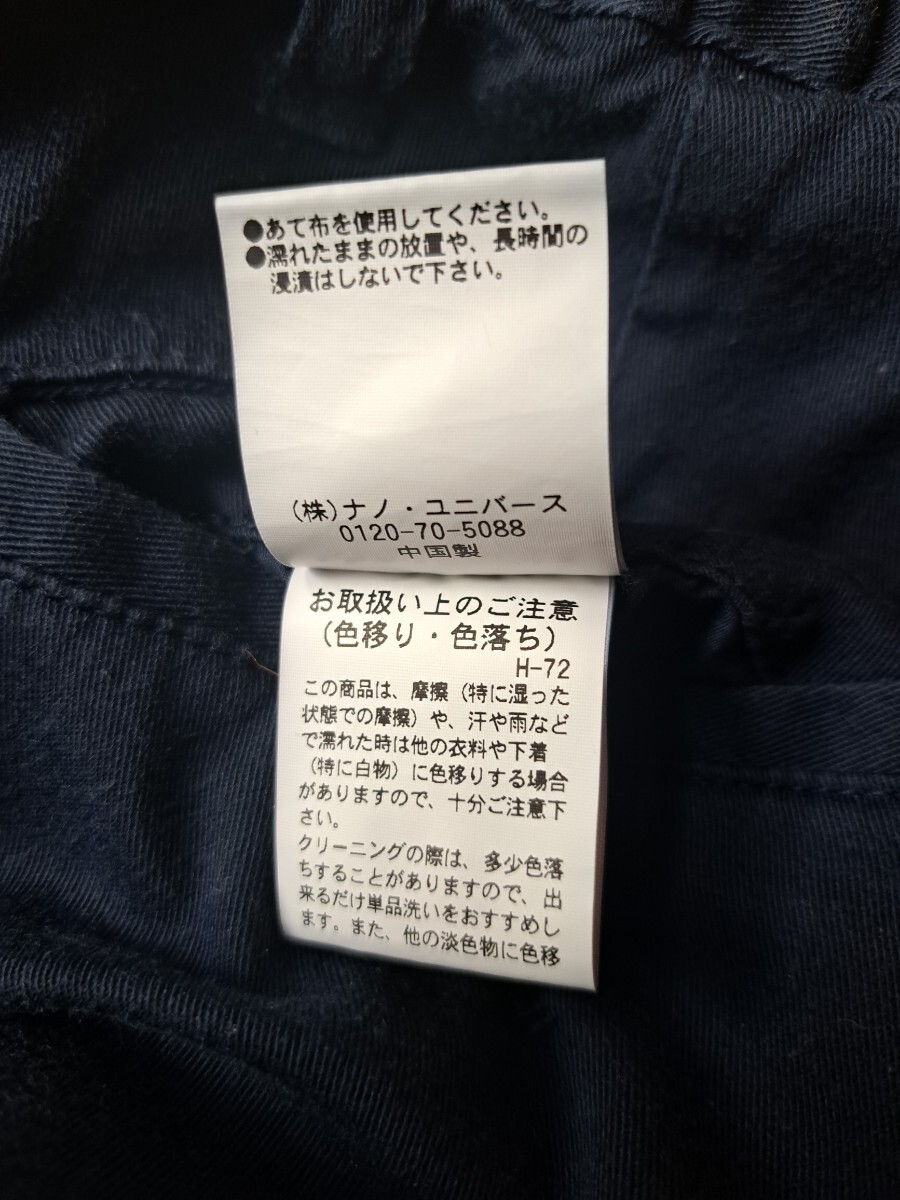 ●あて布を使用してください。
●濡れたままの放置や、長時間の
浸漬はしないで下さい。
(株)ナノ・ユニバース
0120-70-5088
中国製
お取扱い上のご注意
(色移り・色落ち)
H-72
この商品は、摩擦(特に湿った
状態での摩擦)や、汗や雨など
で濡れた時は他の衣料や下着
(特に白物)に色移りする場合
がありますので、十分ご注意下
さい。
クリーニングの際は、多少色落
ちすることがありますので、出
来るだけ単品洗いをおすすめし
ます。また、他の淡色物に色移